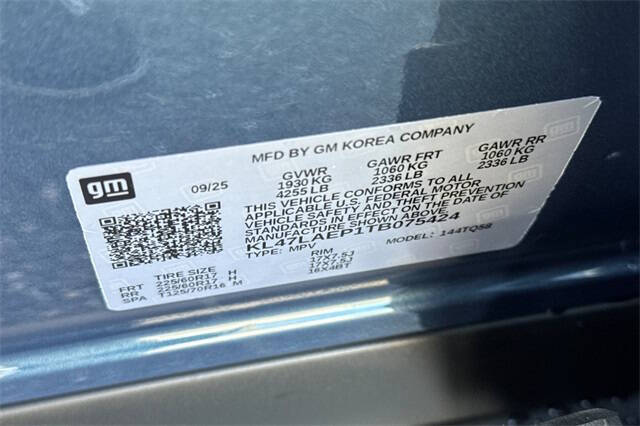 MFD BY GM KOREA COMPANY
gm
09/25
GVWR GAWR FRT GAWR RR
1930 KG 1060 KG 1060 KG
4255 LB 2336 LB 2336 LB
THIS VEHICLE CONFORMS TO ALL
APPLICABLE U.S. FEDERAL MOTOR
VEHICLE SAFETY AND THEFT PREVENTION
STANDARDS IN EFFECT ON THE DATE OF
MANUFACTURE SHOWN ABOVE.
KL47LAEP1TB075424
TYPE: MPV MODEL: 144TQ58
TIRE SIZE RIM
FRT 225/60R17 H 17X7.5J
RR 225/60R17 H 17X7.5J
SPA T125/70R16 M 16X4BT